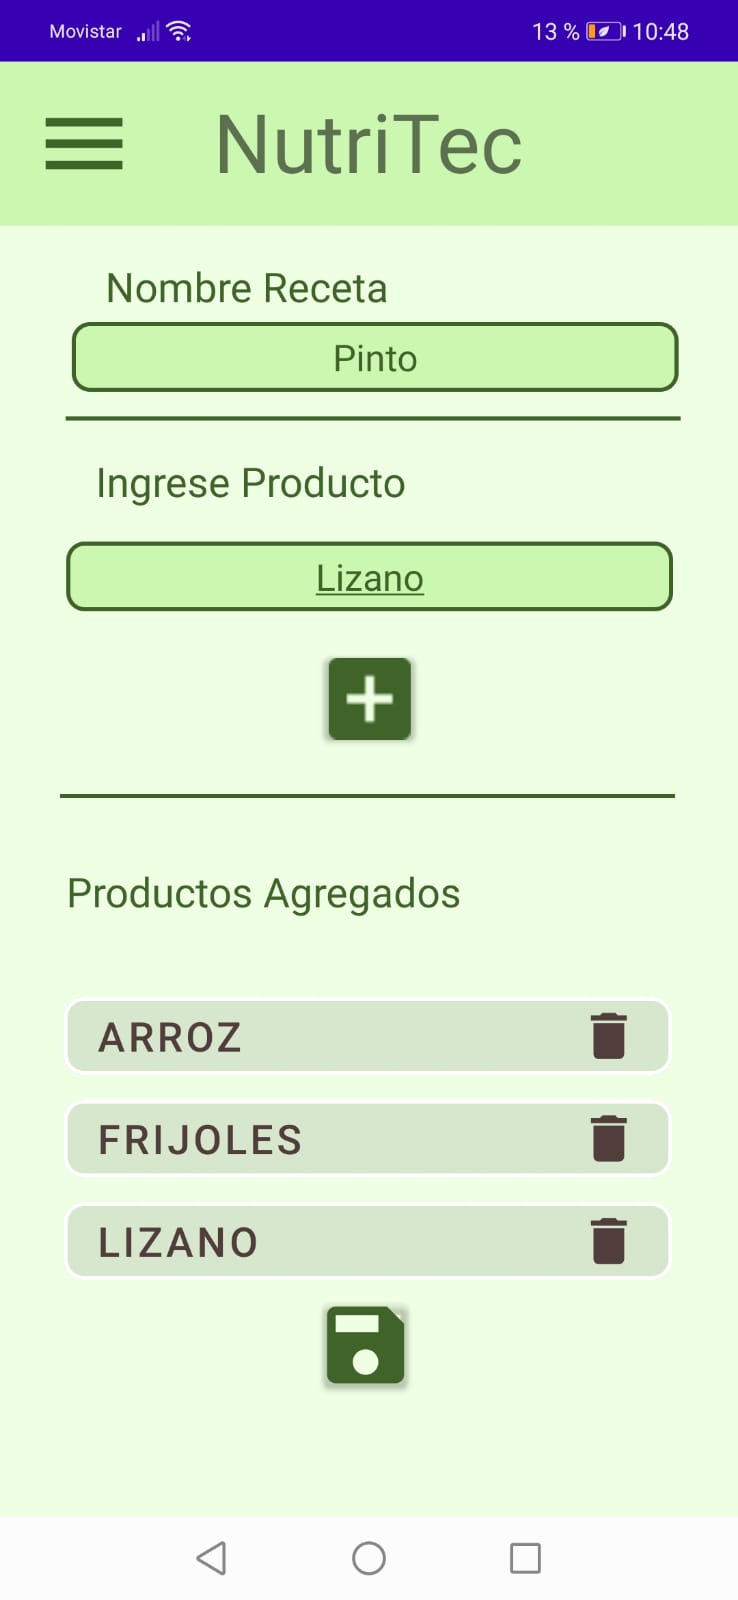 Movistar 13 % 10:48
NutriTec
Nombre Receta
Pinto
Ingrese Producto
Lizano
Productos Agregados
ARROZ
FRIJOLES
LIZANO